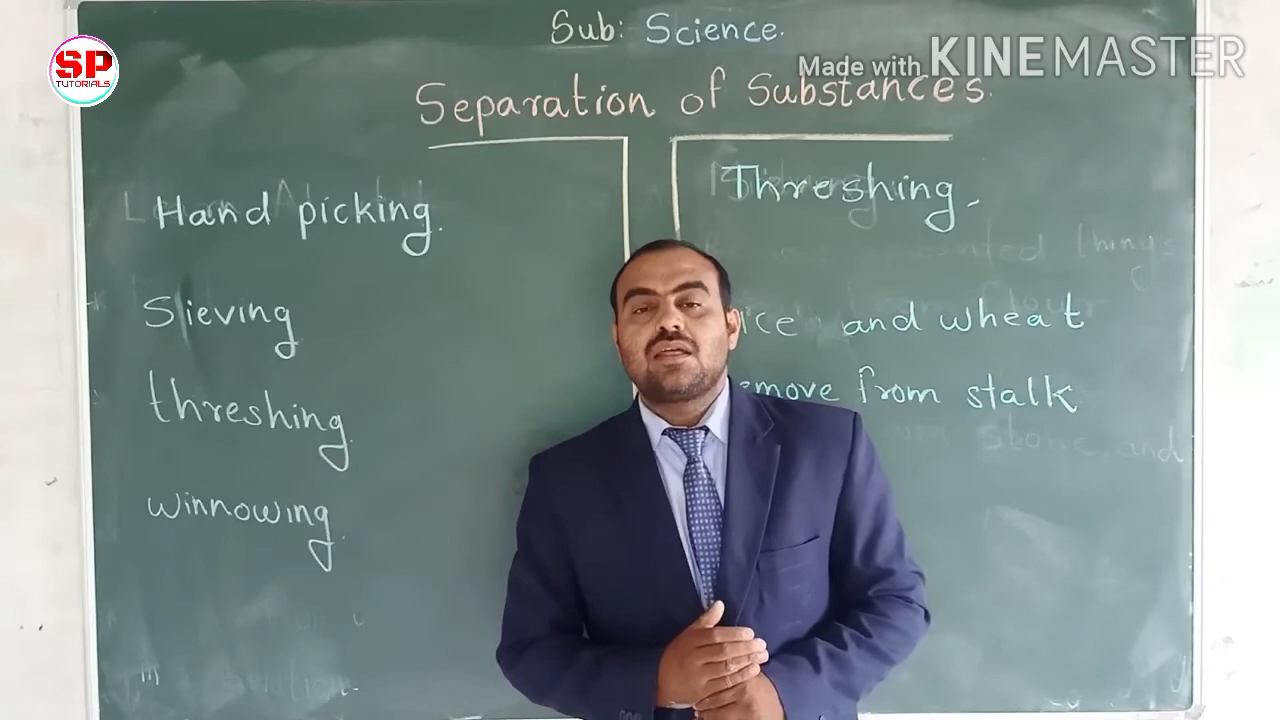 SP
TUTORIALS
Made with KINEMASTER
Sub: Science.
Separation of Substances.
Hand picking.
Sieving
threshing
winnowing
Threshing -
ice and wheat
emove from stalk